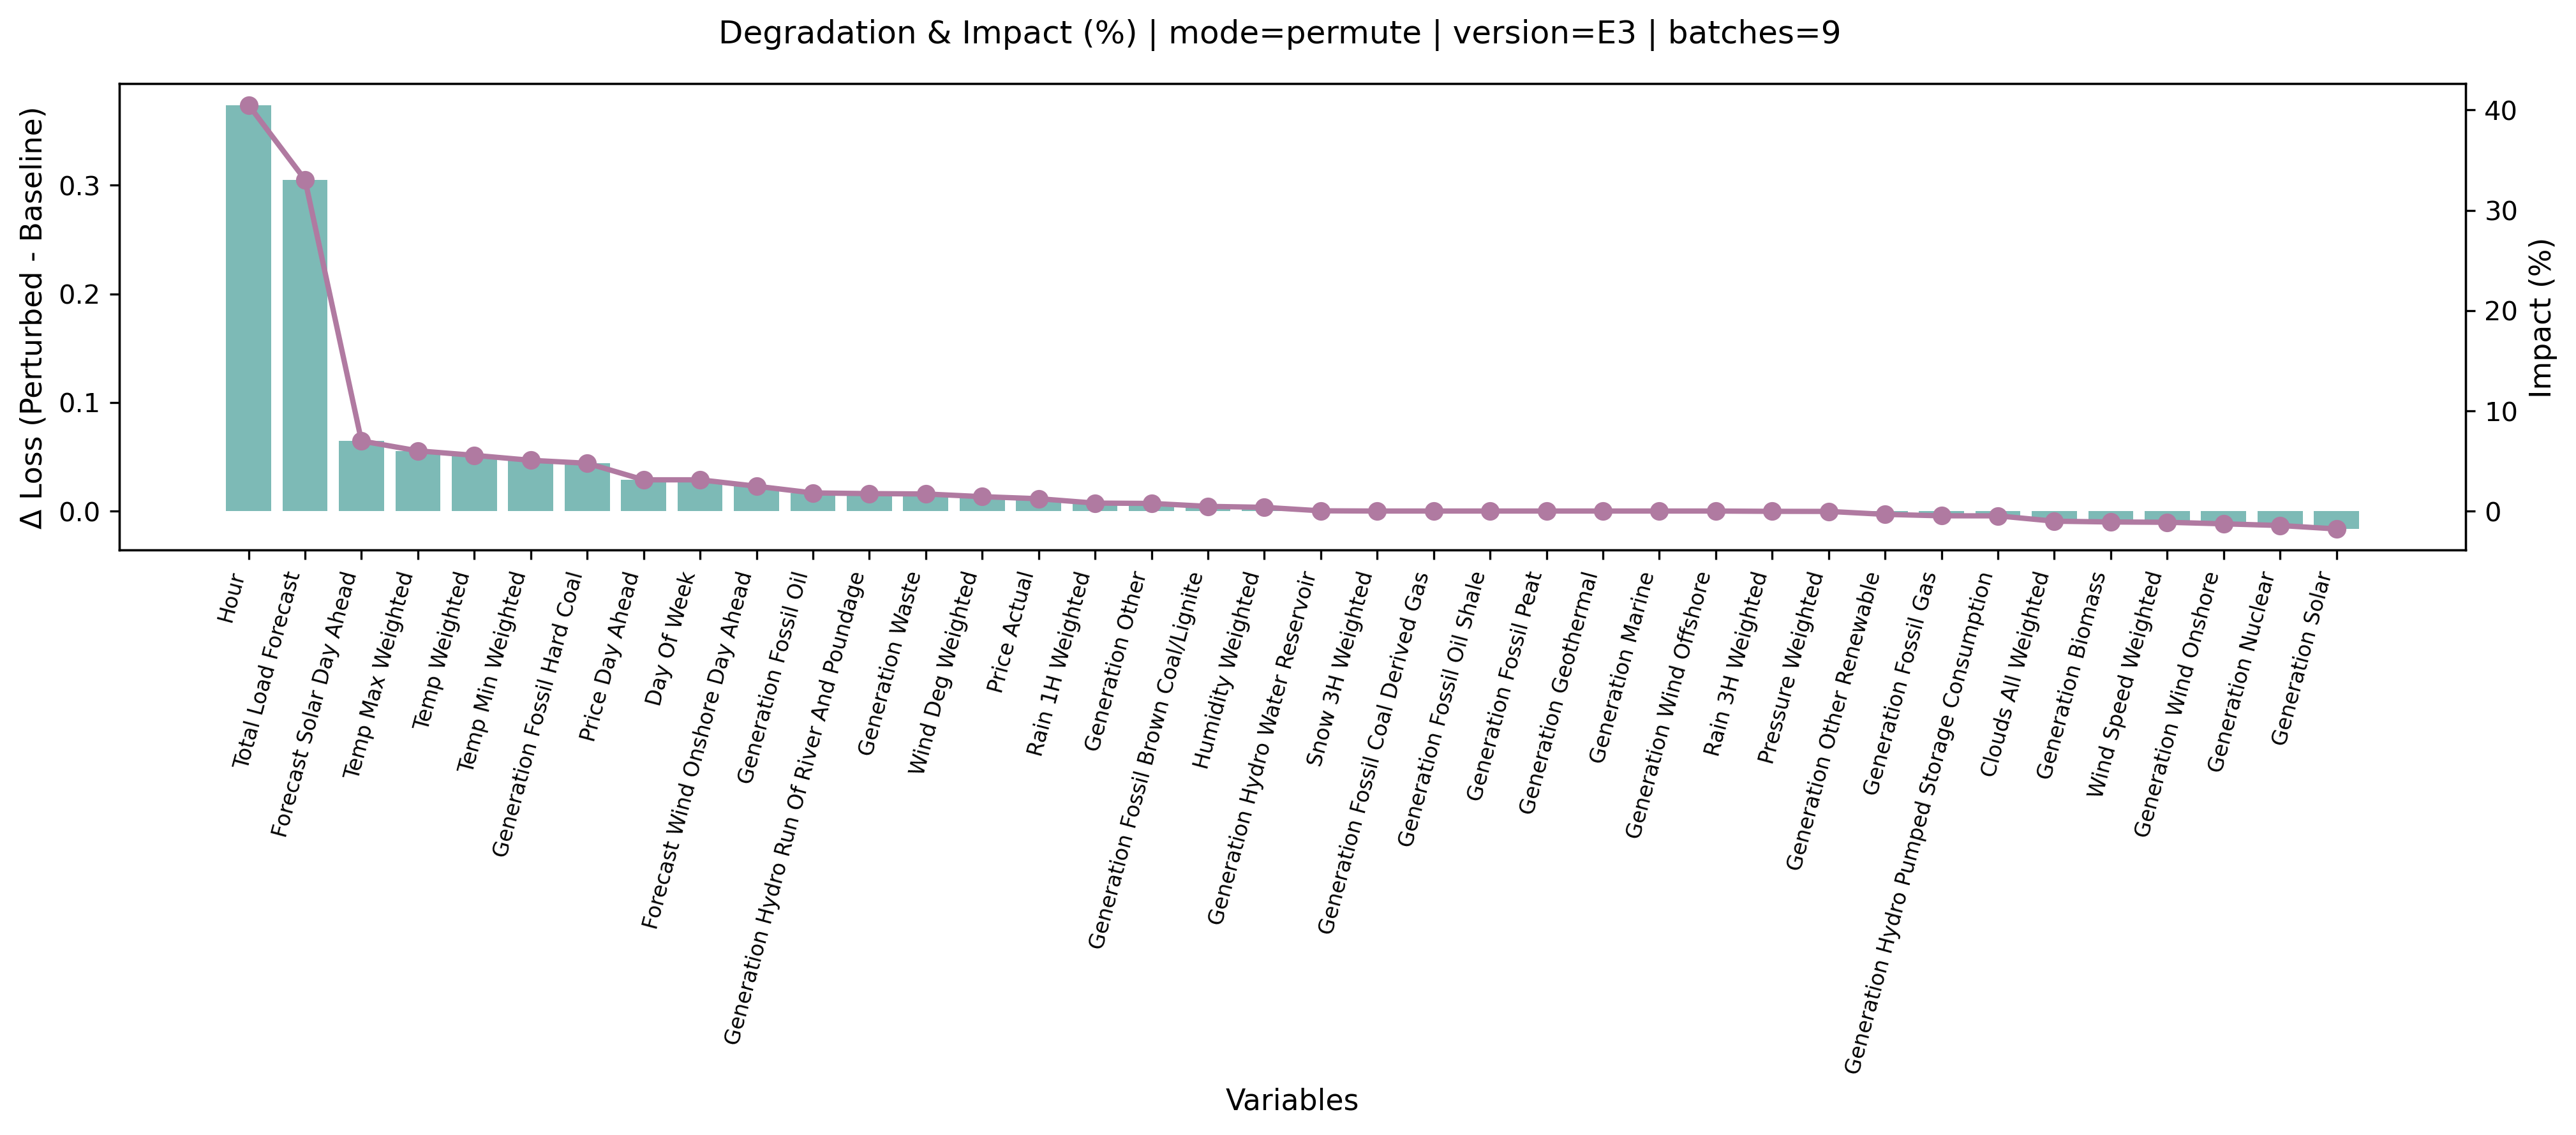 Degradation & Impact (%) | mode=permute | version=E3 | batches=9
Δ Loss (Perturbed - Baseline)
0.3
0.2
0.1
0.0
40
30
20
10
0
Impact (%)
Hour
Total Load Forecast
Forecast Solar Day Ahead
Temp Max Weighted
Temp Weighted
Temp Min Weighted
Generation Fossil Hard Coal
Price Day Ahead
Day Of Week
Forecast Wind Onshore Day Ahead
Generation Fossil Oil
Generation Hydro Run Of River And Poundage
Generation Waste
Wind Deg Weighted
Price Actual
Rain 1H Weighted
Generation Other
Generation Fossil Brown Coal/Lignite
Humidity Weighted
Generation Hydro Water Reservoir
Snow 3H Weighted
Generation Fossil Coal Derived Gas
Generation Fossil Oil Shale
Generation Fossil Peat
Generation Geothermal
Generation Marine
Generation Wind Offshore
Rain 3H Weighted
Pressure Weighted
Generation Other Renewable
Generation Fossil Gas
Generation Hydro Pumped Storage Consumption
Clouds All Weighted
Generation Biomass
Wind Speed Weighted
Generation Wind Onshore
Generation Nuclear
Generation Solar
Variables